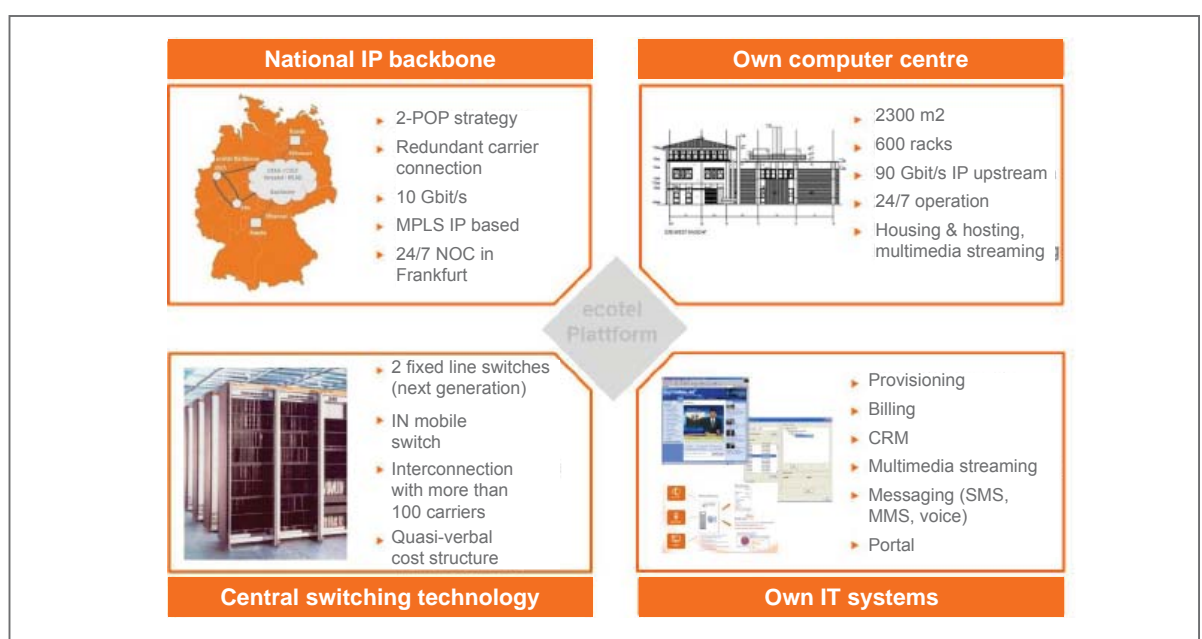 National IP backbone
2-POP strategy
Redundant carrier
connection
10 Gbit/s
MPLS IP based
24/7 NOC in
Frankfurt
Own computer centre
2300 m2
600 racks
90 Gbit/s IP upstream
24/7 operation
Housing & hosting,
multimedia streaming
ecotel
Plattform
2 fixed line switches
(next generation)
IN mobile
switch
Interconnection
with more than
100 carriers
Quasi-verbal
cost structure
Central switching technology
Provisioning
Billing
CRM
Multimedia streaming
Messaging (SMS,
MMS, voice)
Portal
Own IT systems